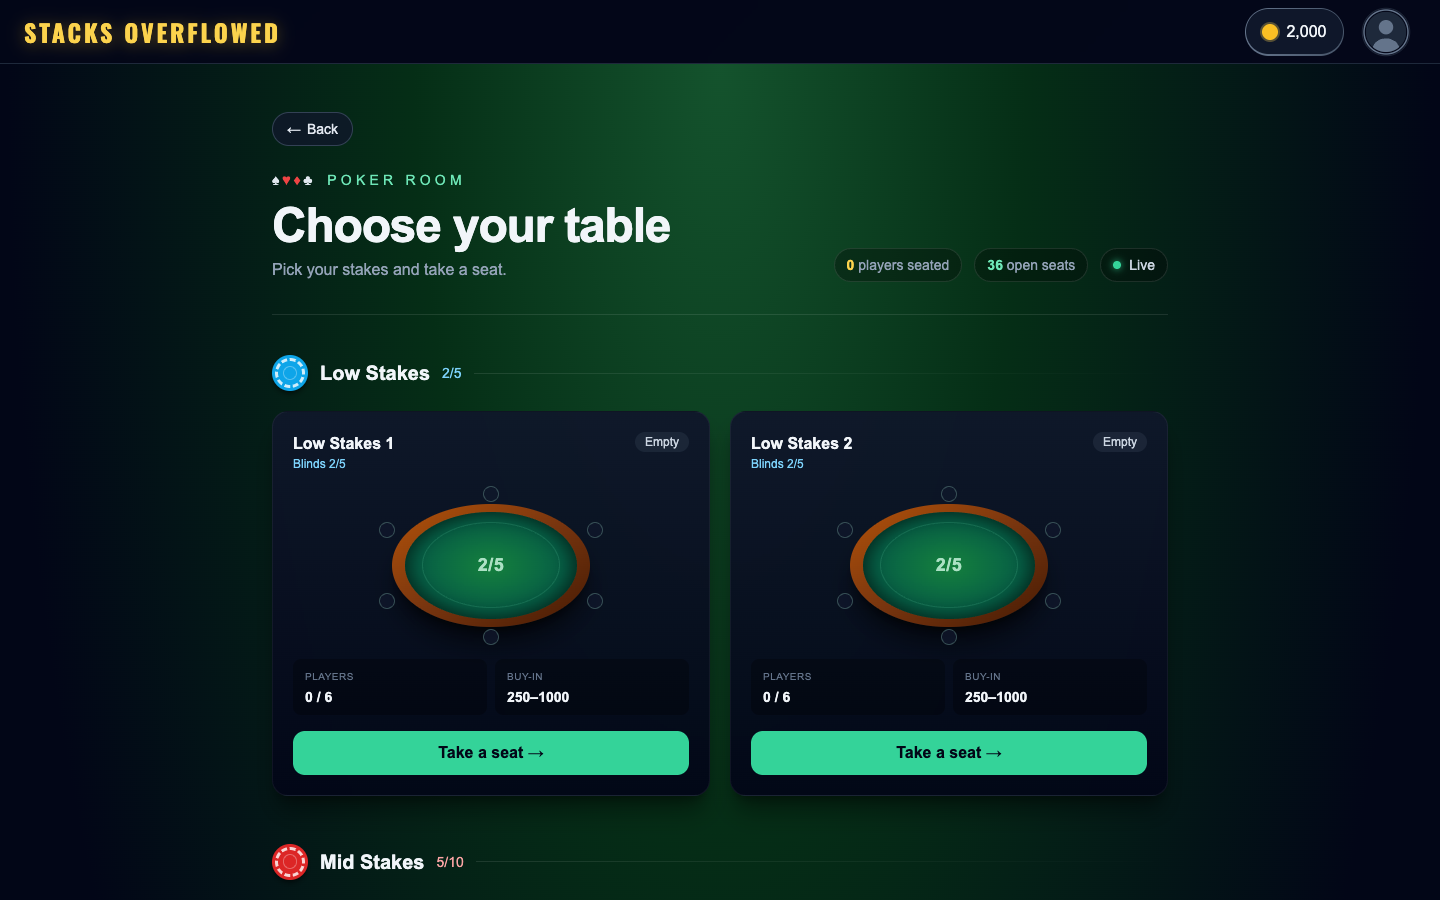 STACKS OVERFLOWED
2,000
← Back
♠♥♦♣ POKER ROOM
Choose your table
Pick your stakes and take a seat.
0 players seated
36 open seats
Live
Low Stakes 2/5
Low Stakes 1
Empty
Blinds 2/5
2/5
PLAYERS
0 / 6
BUY-IN
250–1000
Take a seat →
Low Stakes 2
Empty
Blinds 2/5
2/5
PLAYERS
0 / 6
BUY-IN
250–1000
Take a seat →
Mid Stakes 5/10